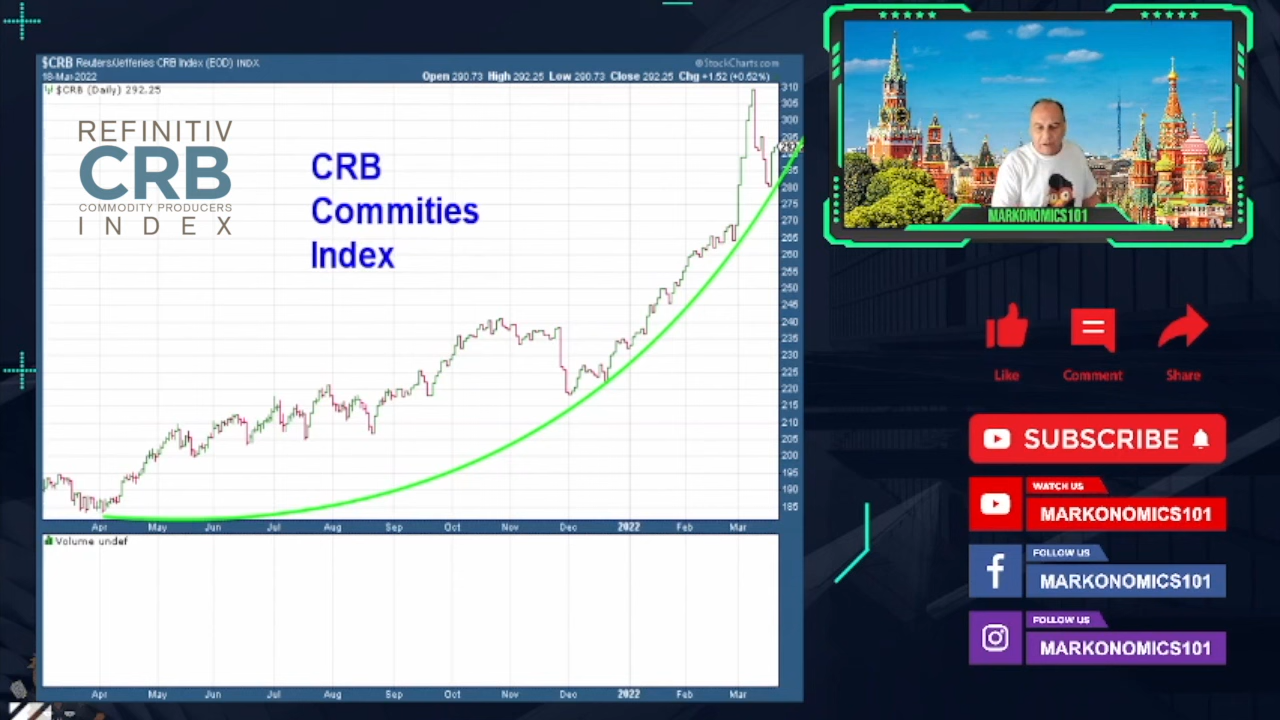 $CRB Reuters/Jefferies CRB Index (EOD) INDX
© StockCharts.com
18-Mar-2022
Open 290.73 High 292.25 Low 290.73 Close 292.25 Chg +1.52 (+0.52%)
$CRB (Daily) 292.25
REFINITIV
CRB
COMMODITY PRODUCERS
INDEX
CRB
Commities
Index
310
305
300
295
285
280
275
270
265
260
255
250
245
240
235
230
225
220
215
210
205
200
195
190
185
Apr May Jun Jul Aug Sep Oct Nov Dec 2022 Feb Mar
Volume undef
Apr May Jun Jul Aug Sep Oct Nov Dec 2022 Feb Mar
MARKONOMICS101
Like Comment Share
SUBSCRIBE
WATCH US
MARKONOMICS101
FOLLOW US
MARKONOMICS101
FOLLOW US
MARKONOMICS101